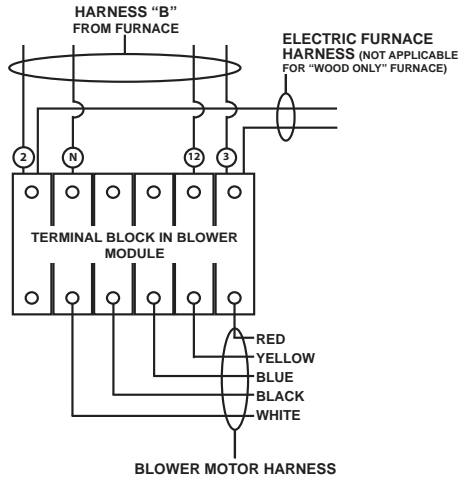 HARNESS “B”
FROM FURNACE
ELECTRIC FURNACE
HARNESS (NOT APPLICABLE
FOR “WOOD ONLY” FURNACE)
2
N
12
3
TERMINAL BLOCK IN BLOWER
MODULE
RED
YELLOW
BLUE
BLACK
WHITE
BLOWER MOTOR HARNESS